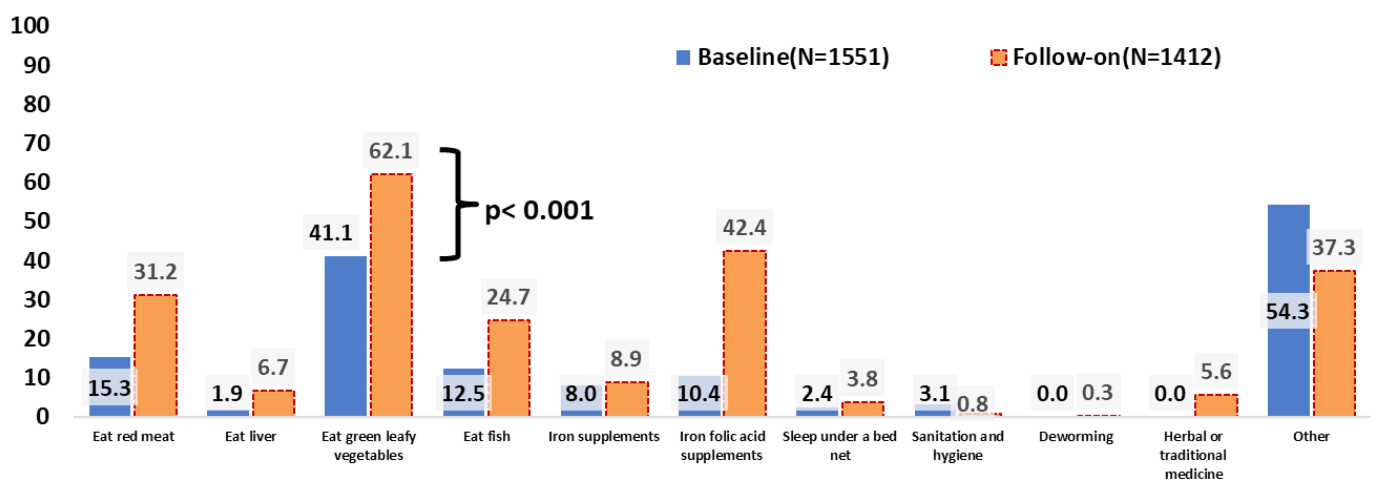 100
90
80
70
60
50
40
30
20
10
0
Baseline(N=1551)
Follow-on(N=1412)
p< 0.001
15.3
31.2
1.9
6.7
41.1
62.1
12.5
24.7
8.0
8.9
10.4
42.4
2.4
3.8
3.1
0.8
0.0
0.3
0.0
5.6
54.3
37.3
Eat red meat
Eat liver
Eat green leafy
vegetables
Eat fish
Iron supplements
Iron folic acid
supplements
Sleep under a bed
net
Sanitation and
hygiene
Deworming
Herbal or
traditional
medicine
Other